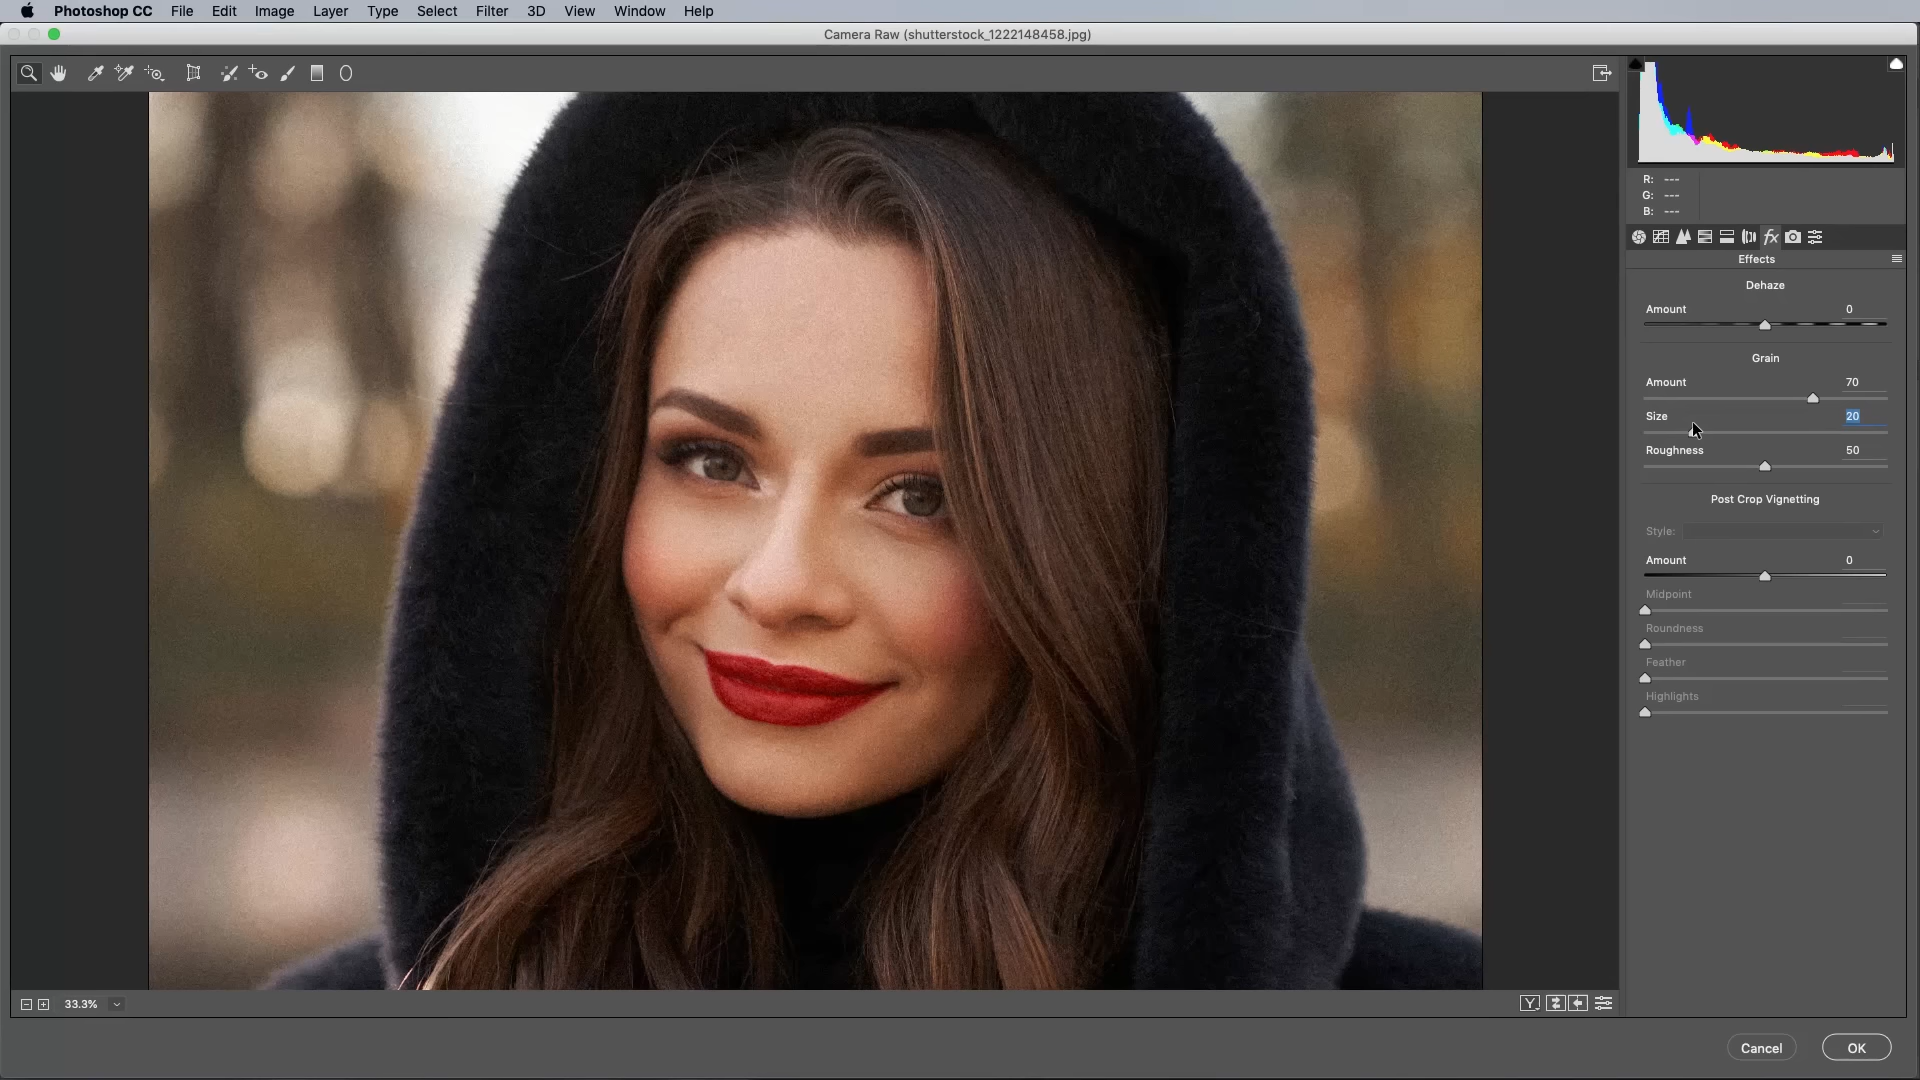 Photoshop CC File Edit Image Layer Type Select Filter 3D View Window Help
Camera Raw (shutterstock_1222148458.jpg)
R: ---
G: ---
B: ---
fx
Effects
Dehaze
Amount 0
Grain
Amount 70
Size 20
Roughness 50
Post Crop Vignetting
Style:
Amount 0
Midpoint
Roundness
Feather
Highlights
33.3%
Y
Cancel OK